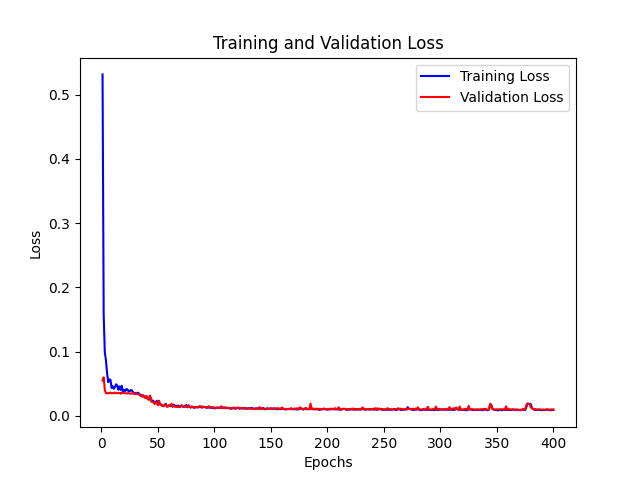 Training and Validation Loss
Training Loss
Validation Loss
0.5
0.4
0.3
0.2
0.1
0.0
Loss
0 50 100 150 200 250 300 350 400
Epochs